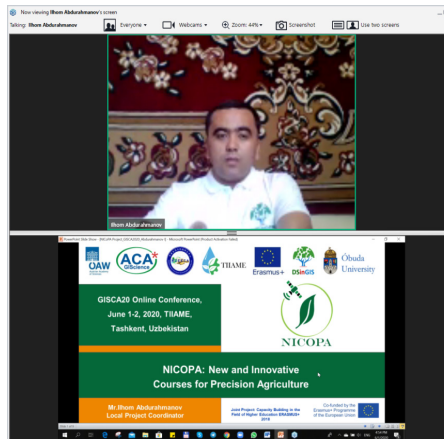 Now viewing Ilhom Abdurahmanov's screen
Talking: Ilhom Abdurahmanov
Everyone
Webcams
Zoom: 44%
Screenshot
Use two screens
Ilhom Abdurahmanov
OAW
ACA
GIScience
TIIAME
Erasmus+
DSinGIS
Óbuda
University
GISCA20 Online Conference,
June 1-2, 2020, TIIAME,
Tashkent, Uzbekistan
NICOPA
NICOPA: New and Innovative
Courses for Precision Agriculture
Mr.Ilhom Abdurahmanov
Local Project Coordinator
Joint Project: Capacity Building in the
Field of Higher Education ERASMUS+
2018
Co-funded by the
Erasmus+ Programme
of the European Union